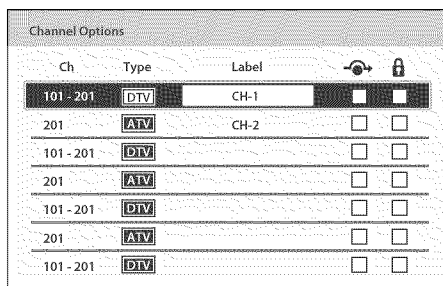 Channel Options
Ch Type Label
101 - 201 DTV CH-1
201 ATV CH-2
101 - 201 DTV
201 ATV
101 - 201 DTV
201 ATV
101 - 201 DTV